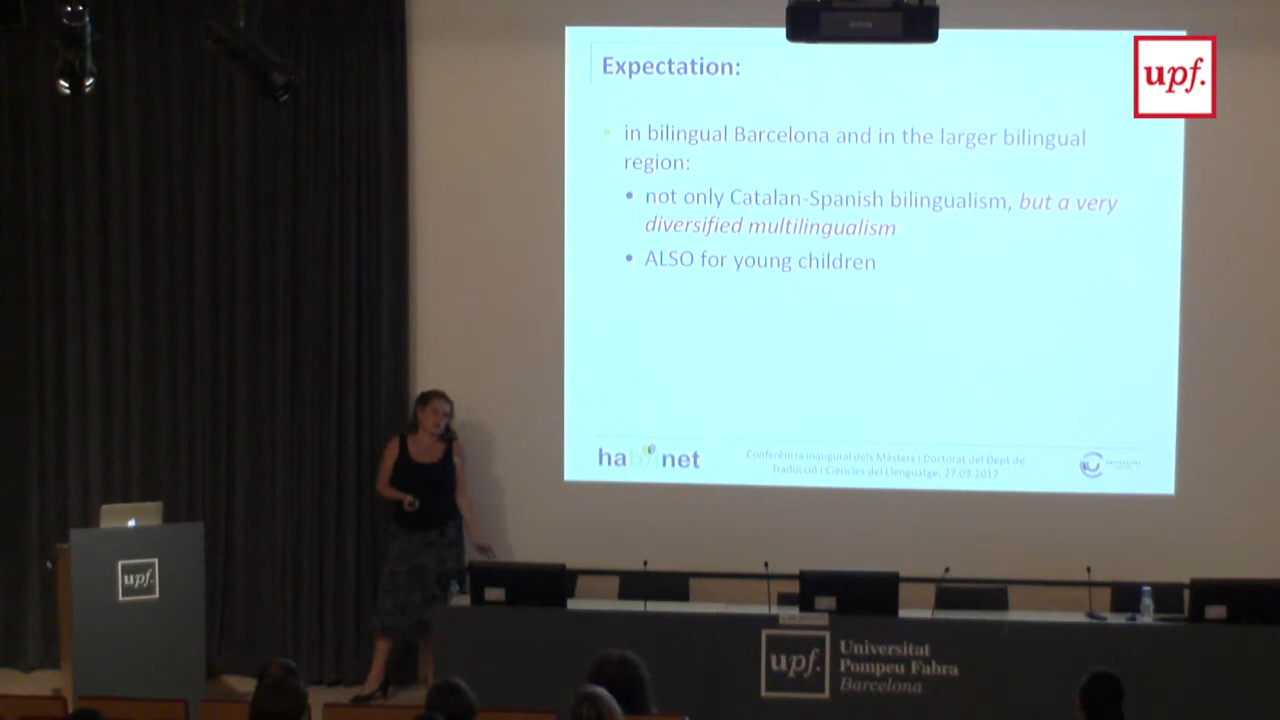 upf.
Expectation:
in bilingual Barcelona and in the larger bilingual
region:
not only Catalan-Spanish bilingualism, but a very
diversified multilingualism
ALSO for young children
net
Conferència inaugural dels Màsters i Doctorat del Dept de
Traducció i Ciències del Llenguatge, 27.09.2017
upf.
upf.
Universitat
Pompeu Fabra
Barcelona